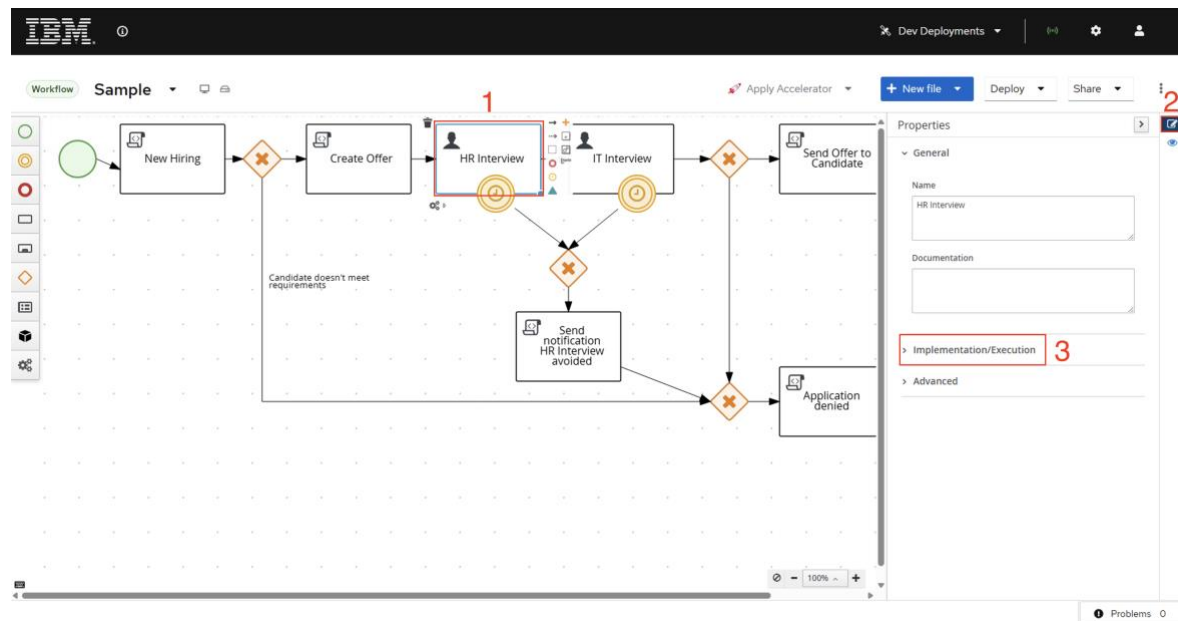 IBM.
Dev Deployments
Workflow
Sample
Apply Accelerator
+ New file
Deploy
Share
1
2
New Hiring
Create Offer
HR Interview
IT Interview
Send Offer to
Candidate
Candidate doesn't meet
requirements
Send
notification
HR Interview
avoided
Application
denied
100%
Properties
General
Name
HR Interview
Documentation
Implementation/Execution
3
Advanced
Problems 0